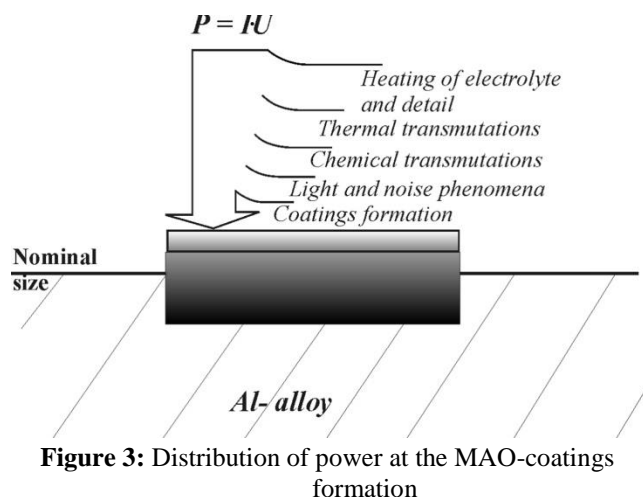 P = I·U
Heating of electrolyte
and detail
Thermal transmutations
Chemical transmutations
Light and noise phenomena
Coatings formation
Nominal
size
Al- alloy
Figure 3: Distribution of power at the MAO-coatings
formation